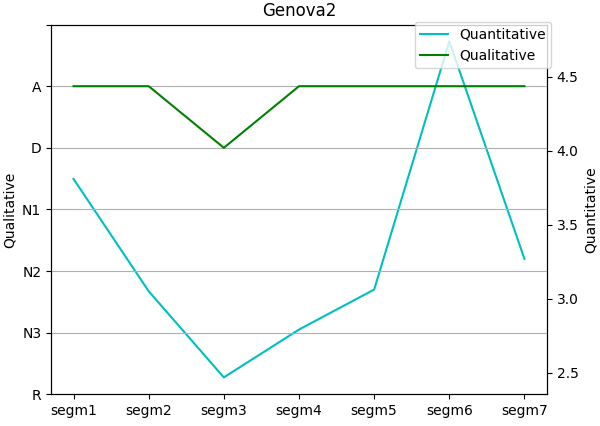 Genova2
Quantitative
Qualitative
A
D
N1
N2
N3
R
Qualitative
4.5
4.0
3.5
3.0
2.5
Quantitative
segm1 segm2 segm3 segm4 segm5 segm6 segm7